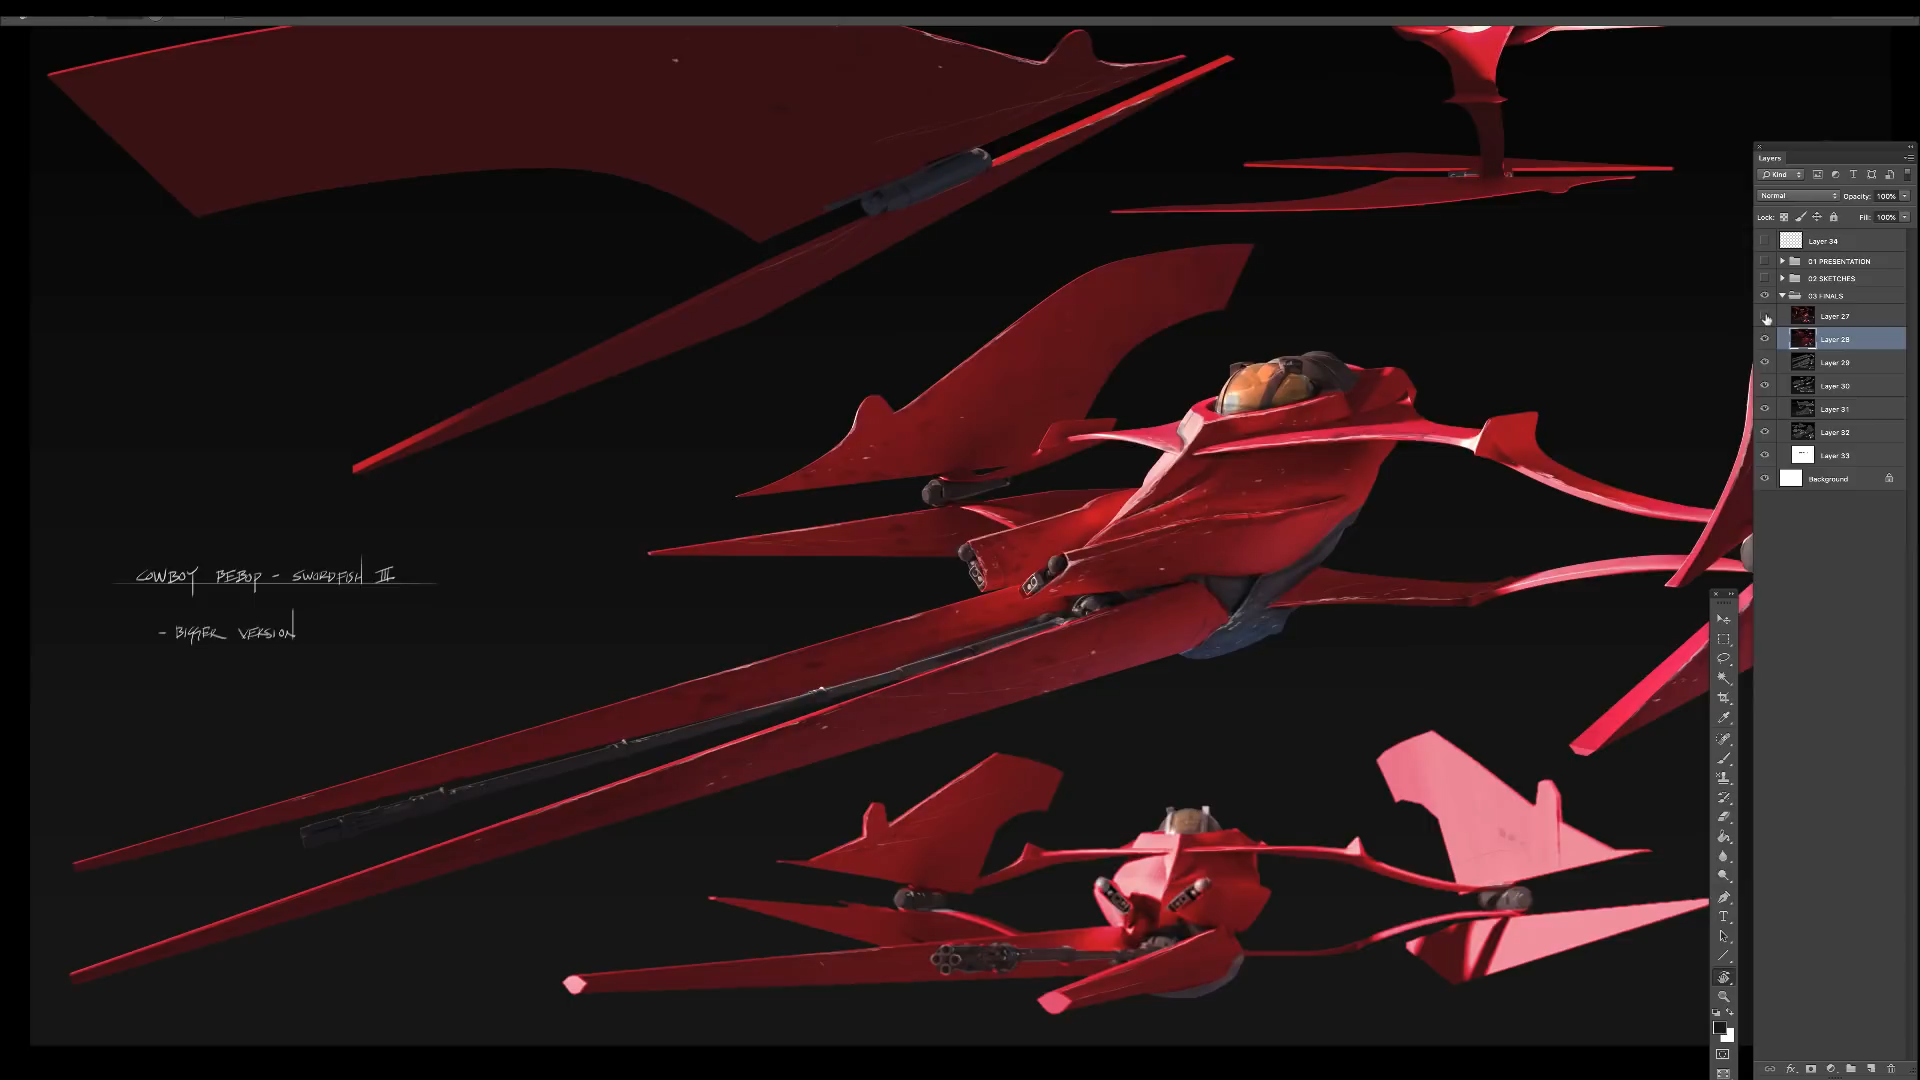 Layers
Kind
Normal Opacity: 100%
Lock: Fill: 100%
Layer 34
01 PRESENTATION
02 SKETCHES
03 FINALS
Layer 27
Layer 28
Layer 29
Layer 30
Layer 31
Layer 32
Layer 33
Background
COWBOY BEBOP - SWORDFISH III
- BIGGER VERSION